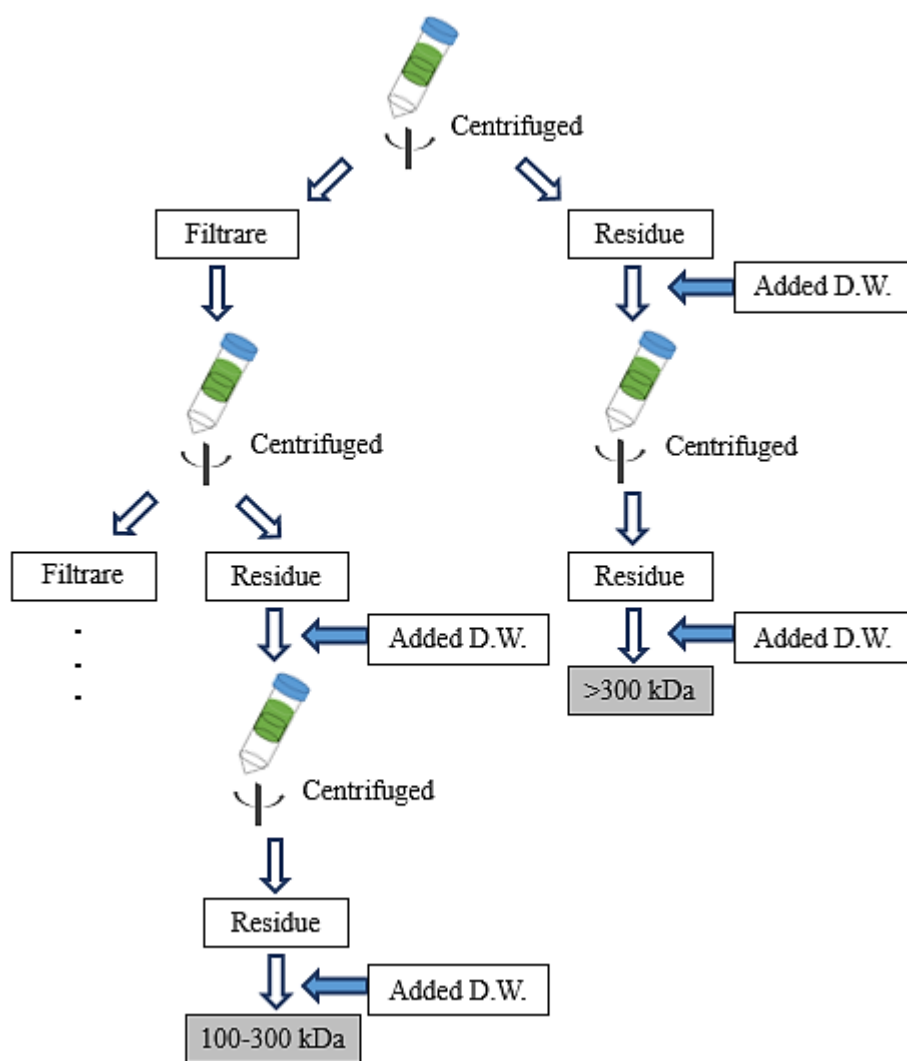 Centrifuged
Filtrare
Residue
Added D.W.
Centrifuged
Centrifuged
Filtrare
Residue
Residue
Added D.W.
Added D.W.
>300 kDa
Centrifuged
Residue
Added D.W.
100-300 kDa